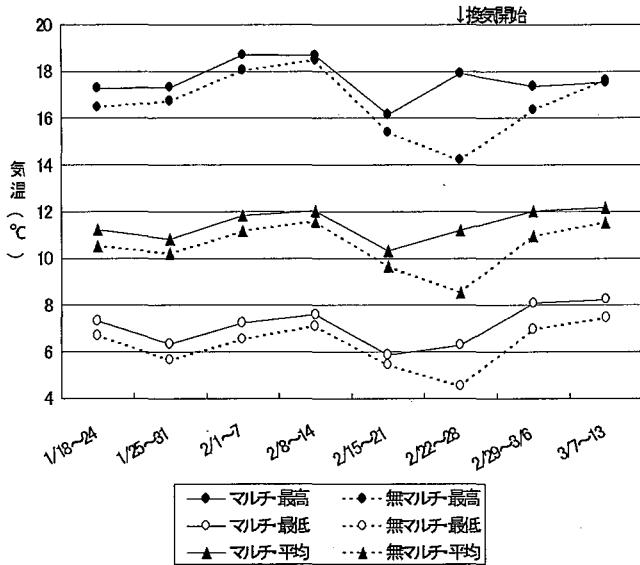 ↓換気開始
20
18
16
14
12
10
8
6
4
気温(℃)
1/18～24
1/25～31
2/1～7
2/8～14
2/15～21
2/22～28
2/29～3/6
3/7～13
マルチ・最高
無マルチ・最高
マルチ・最低
無マルチ・最低
マルチ・平均
無マルチ・平均